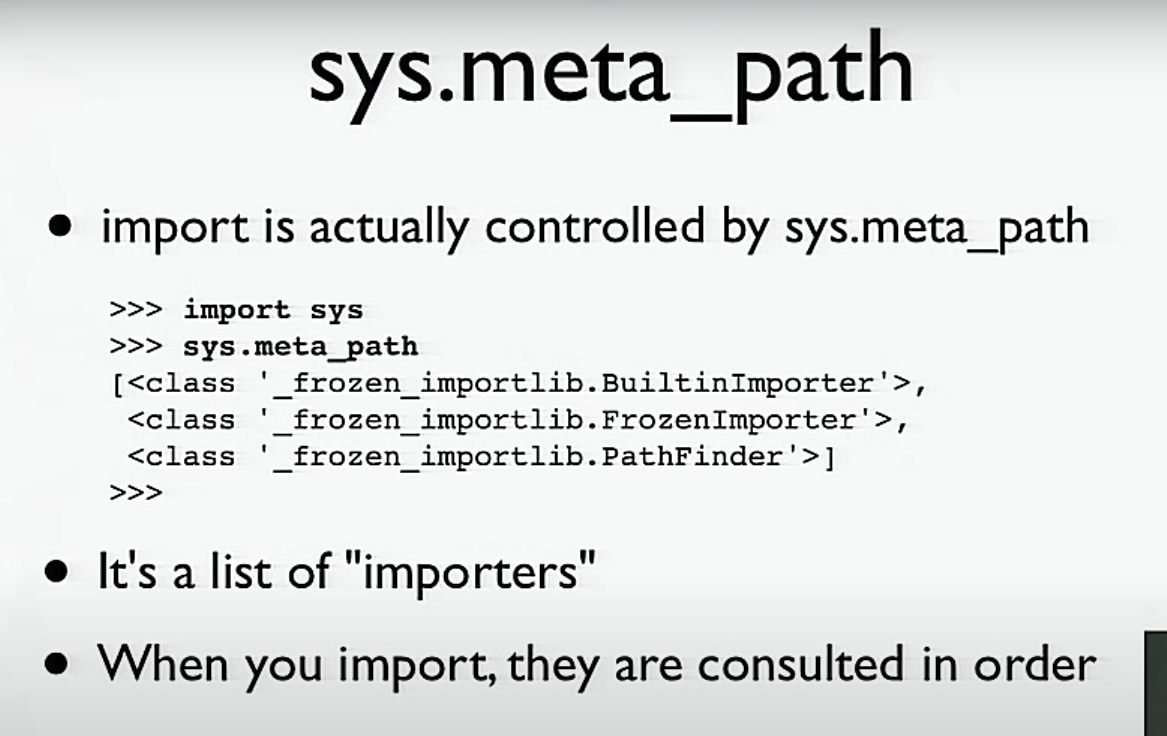 sys.meta_path
• import is actually controlled by sys.meta_path
>>> import sys
>>> sys.meta_path
[<class '_frozen_importlib.BuiltinImporter'>,
 <class '_frozen_importlib.FrozenImporter'>,
 <class '_frozen_importlib.PathFinder'>]
>>>
• It's a list of "importers"
• When you import, they are consulted in order